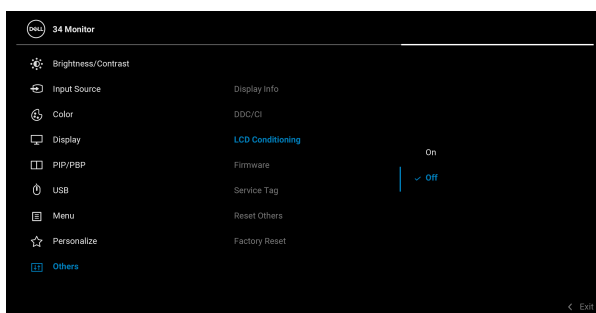 DELL 34 Monitor
Brightness/Contrast
Input Source
Color
Display
PIP/PBP
USB
Menu
Personalize
Others
Display Info
DDC/CI
LCD Conditioning
Firmware
Service Tag
Reset Others
Factory Reset
On
Off
Exit